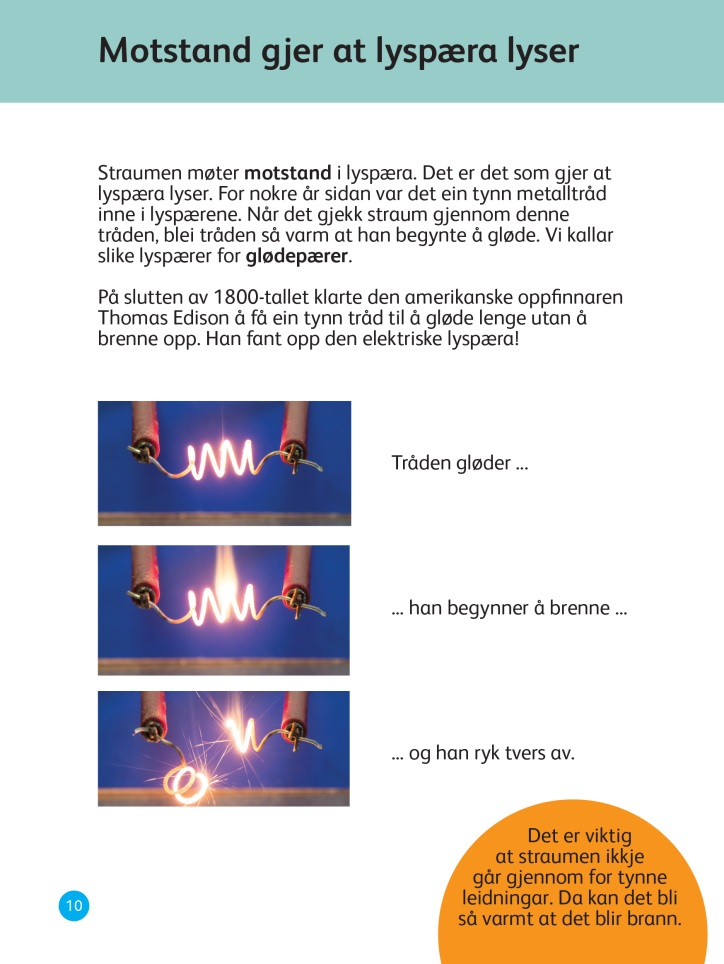 Motstand gjer at lyspæra lyser
Straumen møter motstand i lyspæra. Det er det som gjer at
lyspæra lyser. For nokre år sidan var det ein tynn metalltråd
inne i lyspærene. Når det gjekk straum gjennom denne
tråden, blei tråden så varm at han begynte å gløde. Vi kallar
slike lyspærer for glødepærer.
På slutten av 1800-tallet klarte den amerikanske oppfinnaren
Thomas Edison å få ein tynn tråd til å gløde lenge utan å
brenne opp. Han fant opp den elektriske lyspæra!
Tråden gløder ...
... han begynner å brenne ...
... og han ryk tvers av.
Det er viktig
at straumen ikkje
går gjennom for tynne
leidningar. Da kan det bli
så varmt at det blir brann.
10